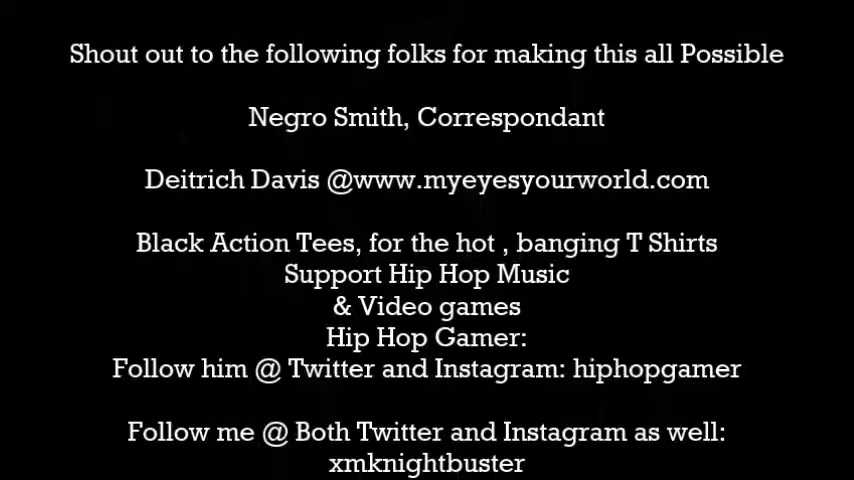 Shout out to the following folks for making this all Possible
Negro Smith, Correspondant
Deitrich Davis @www.myeyesyourworld.com
Black Action Tees, for the hot , banging T Shirts
Support Hip Hop Music
& Video games
Hip Hop Gamer:
Follow him @ Twitter and Instagram: hiphopgamer
Follow me @ Both Twitter and Instagram as well:
xmknightbuster